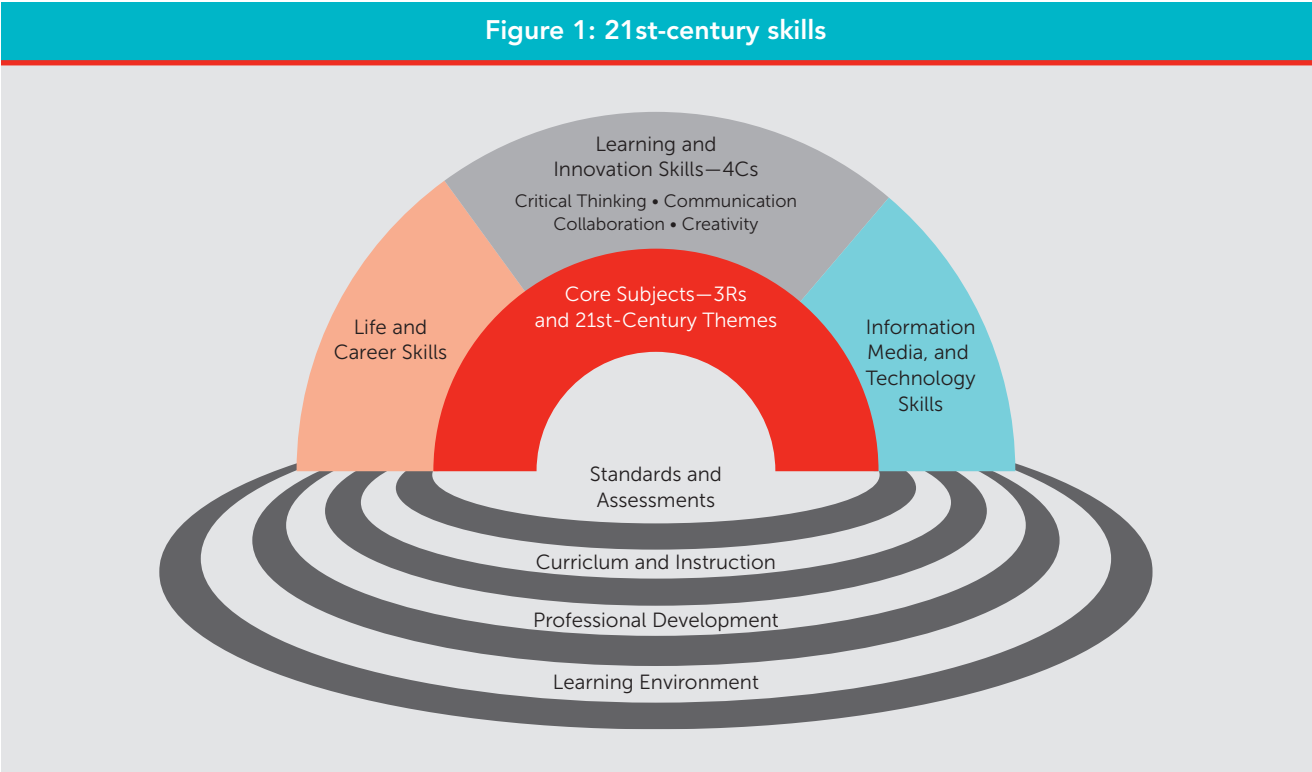 Figure 1: 21st-century skills
Learning and
Innovation Skills—4Cs
Critical Thinking • Communication
Collaboration • Creativity
Core Subjects—3Rs
and 21st-Century Themes
Life and
Career Skills
Information
Media, and
Technology
Skills
Standards and
Assessments
Curriclum and Instruction
Professional Development
Learning Environment